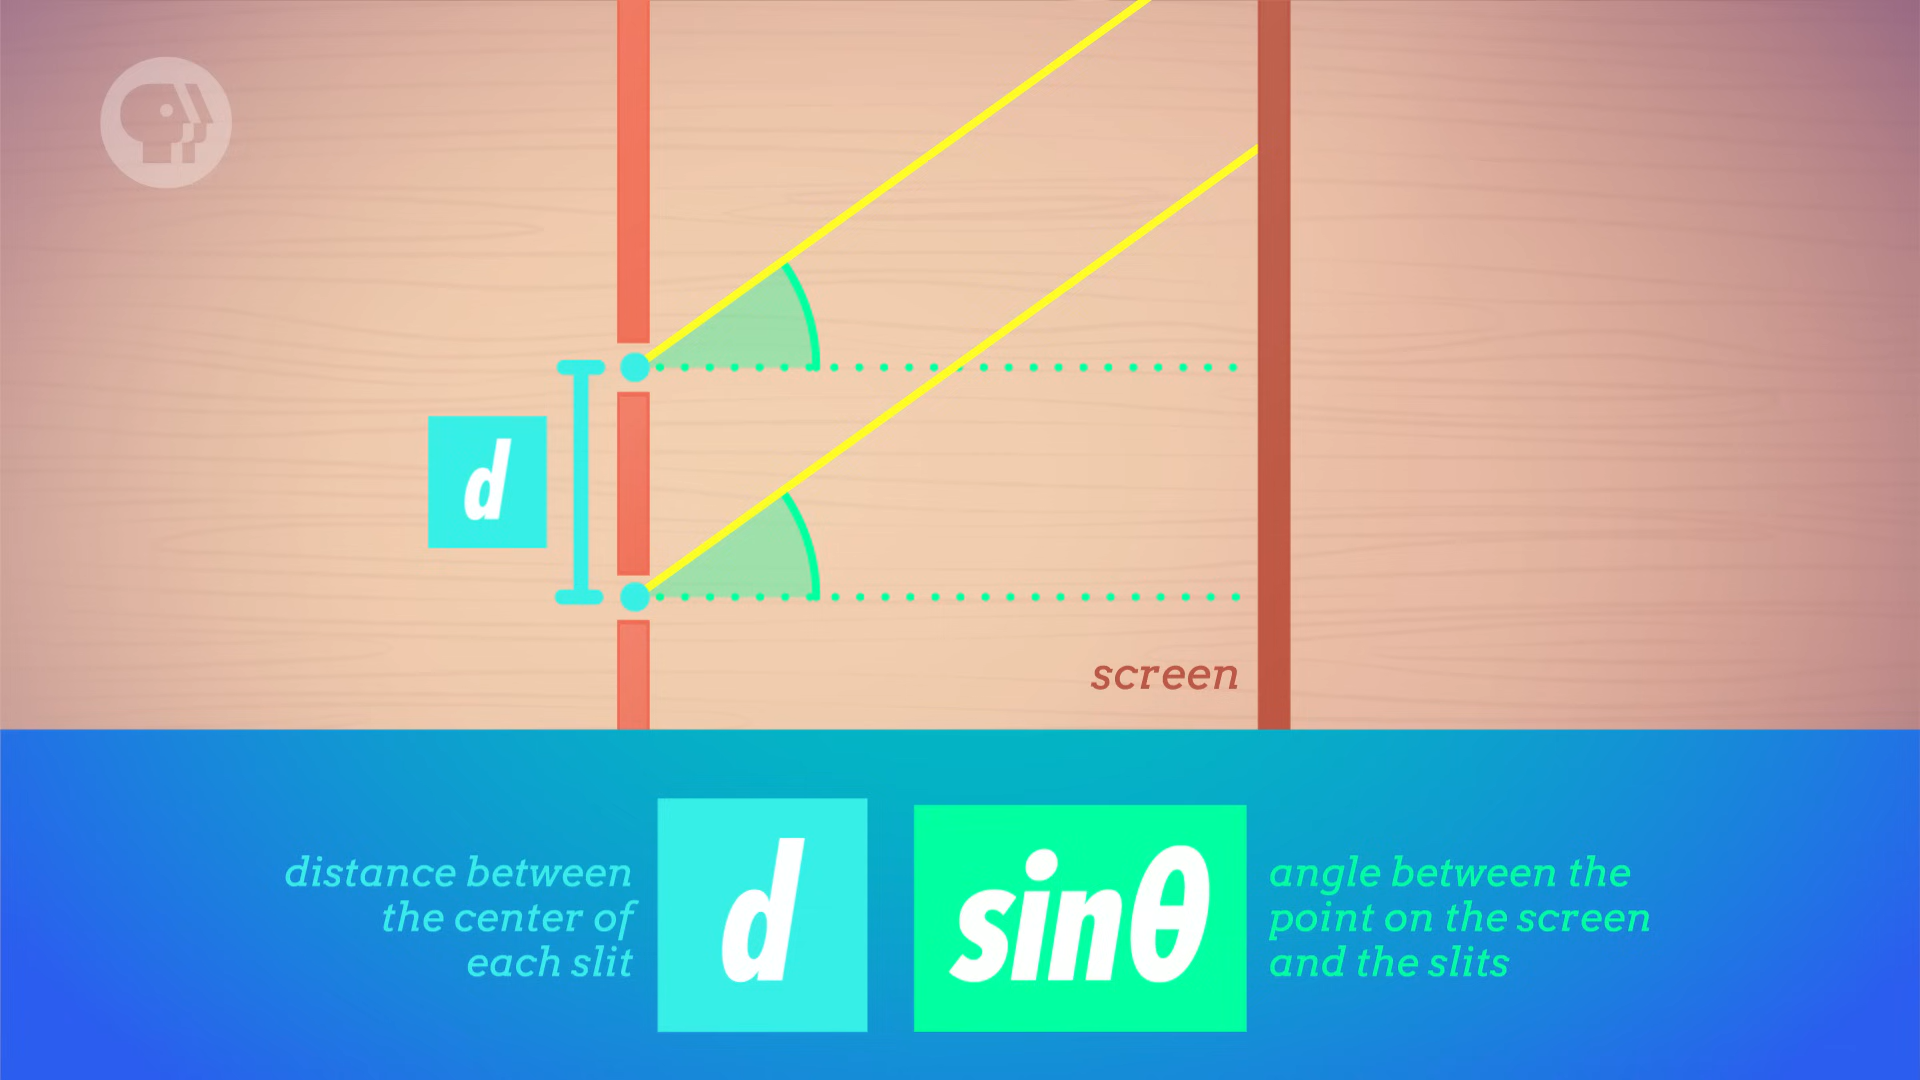 d
screen
distance between
the center of
each slit
d
sinθ
angle between the
point on the screen
and the slits